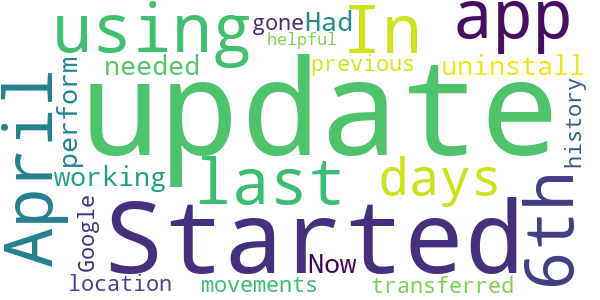 using
gone
Had
In
app
helpful
needed
previous
uninstall
April
perform
update
history
working
last
days
Google
Started
6th
Now
location
movements
transferred